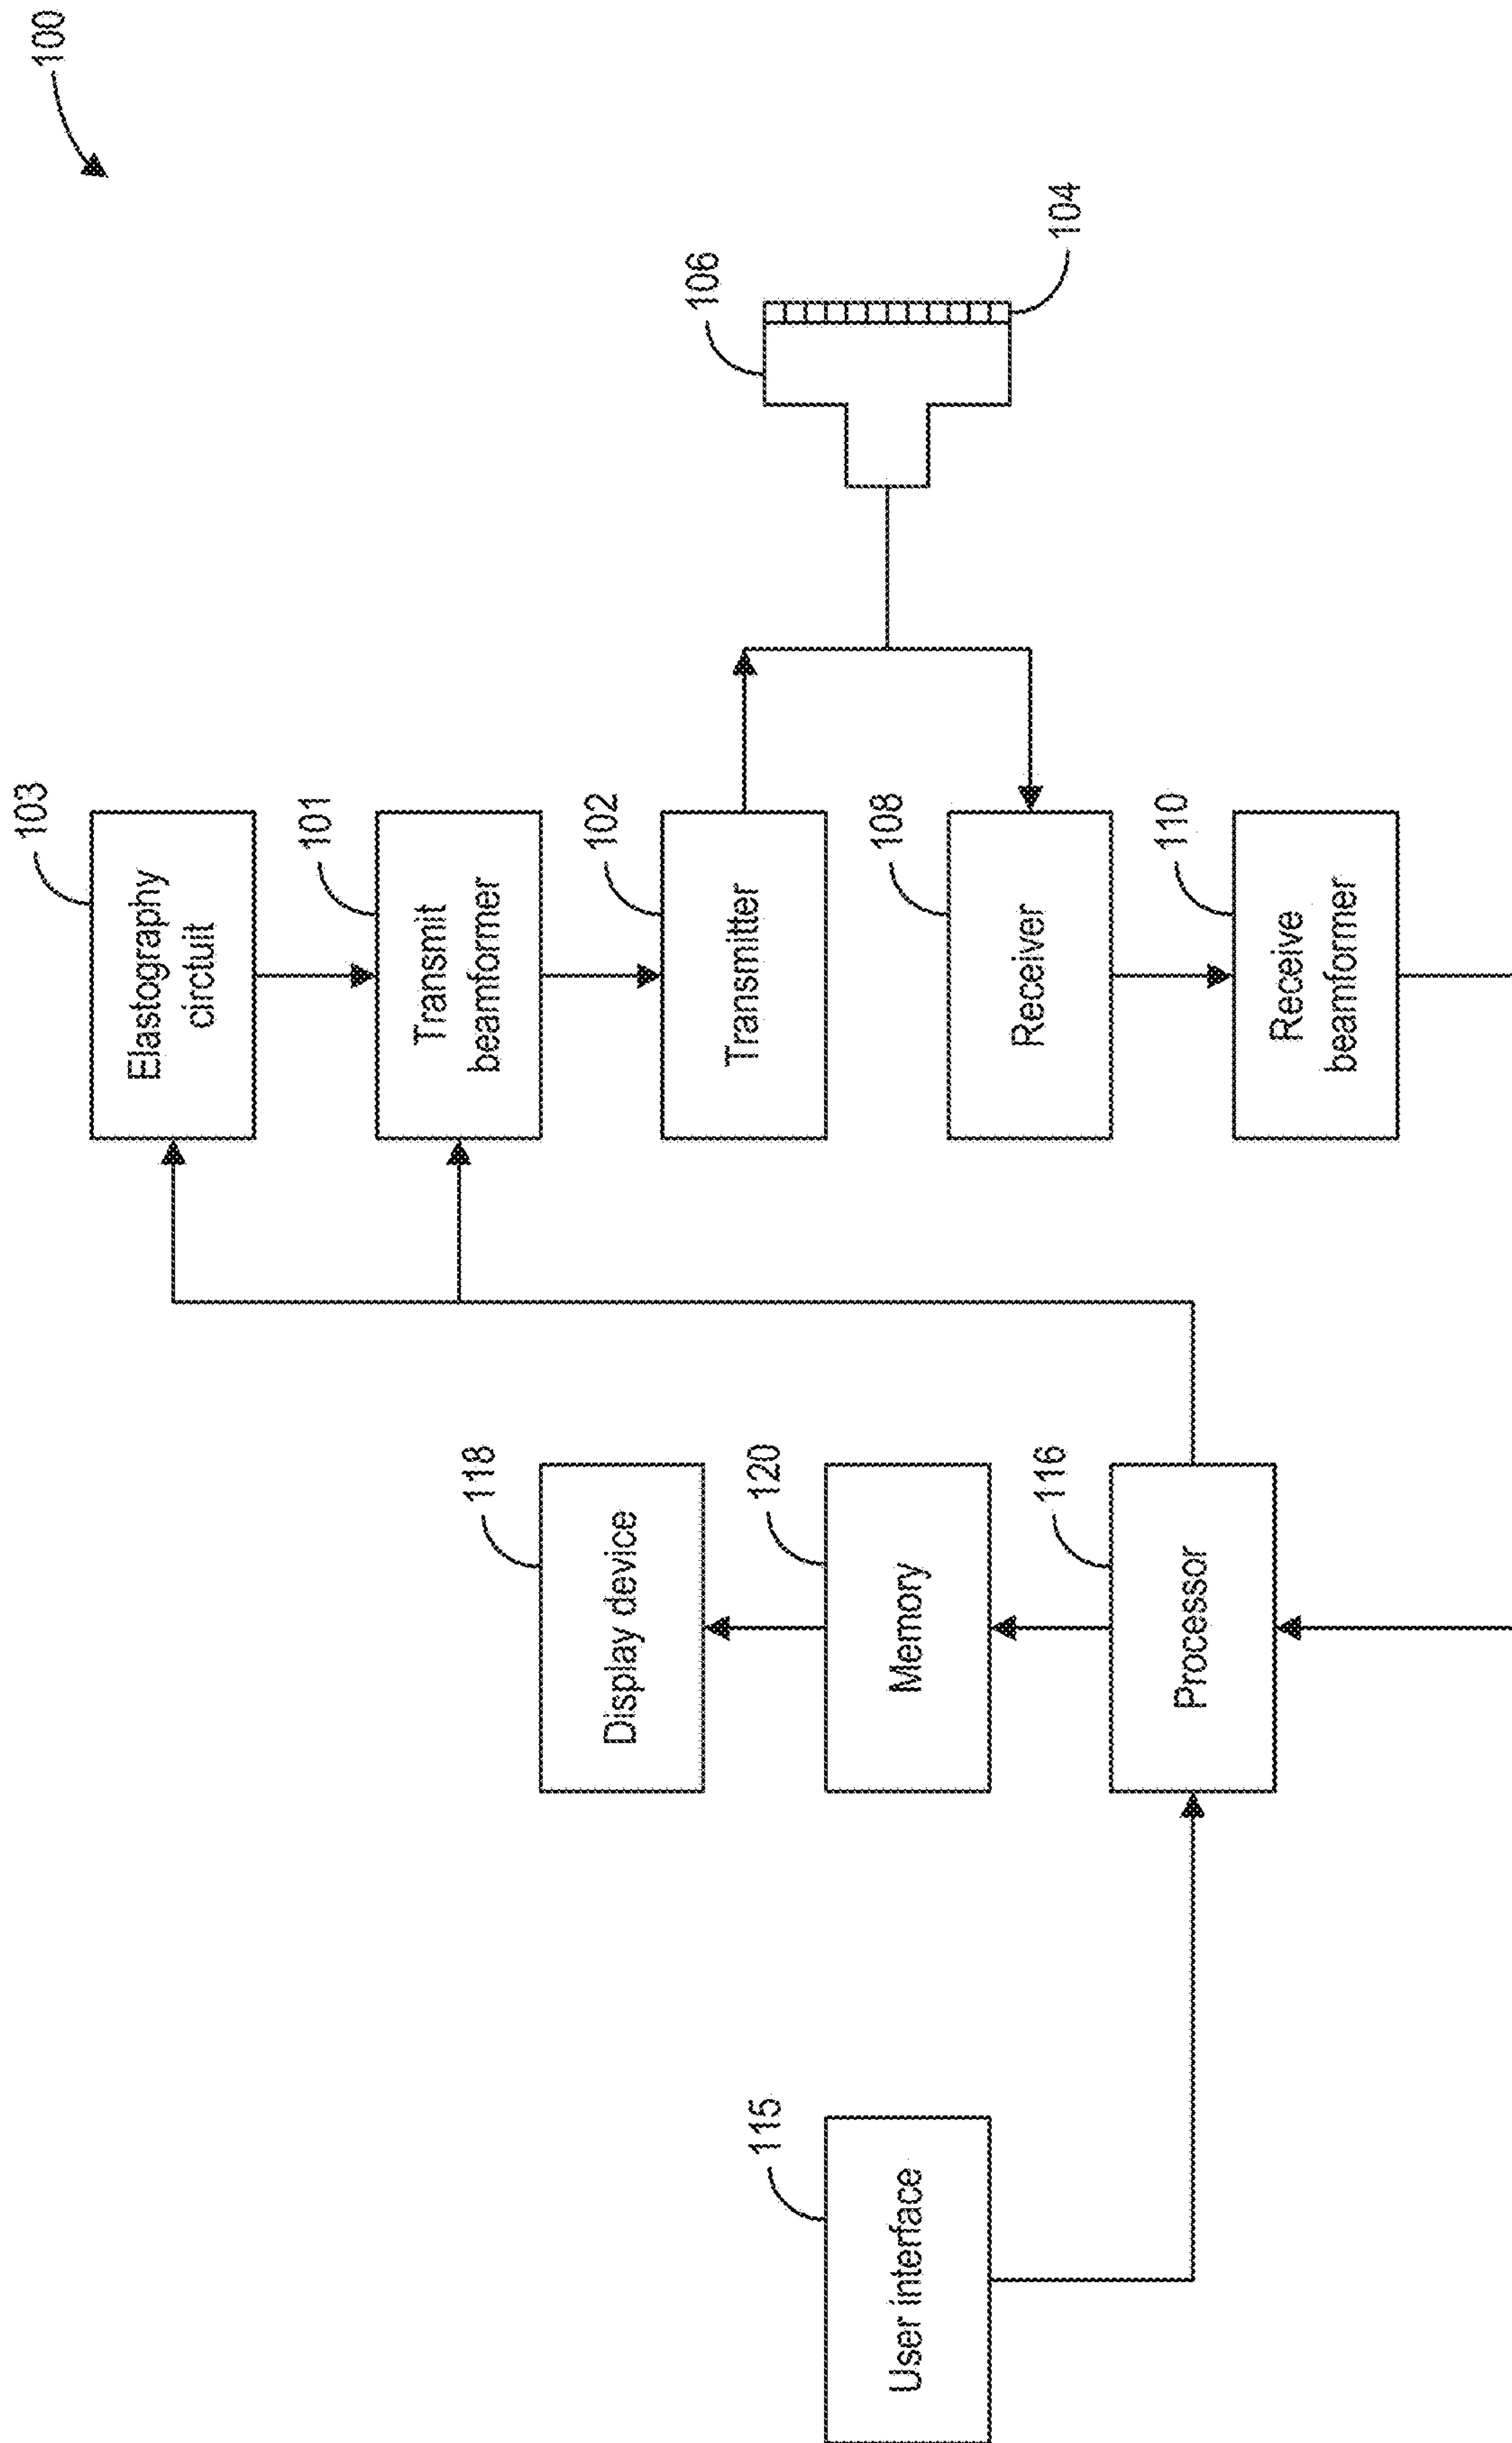 100
103
Elastography
circtuit
101
Transmit
beamformer
102
Transmitter
106
104
108
Receiver
110
Receive
beamformer
118
Display device
120
Memory
116
Processor
115
User interface